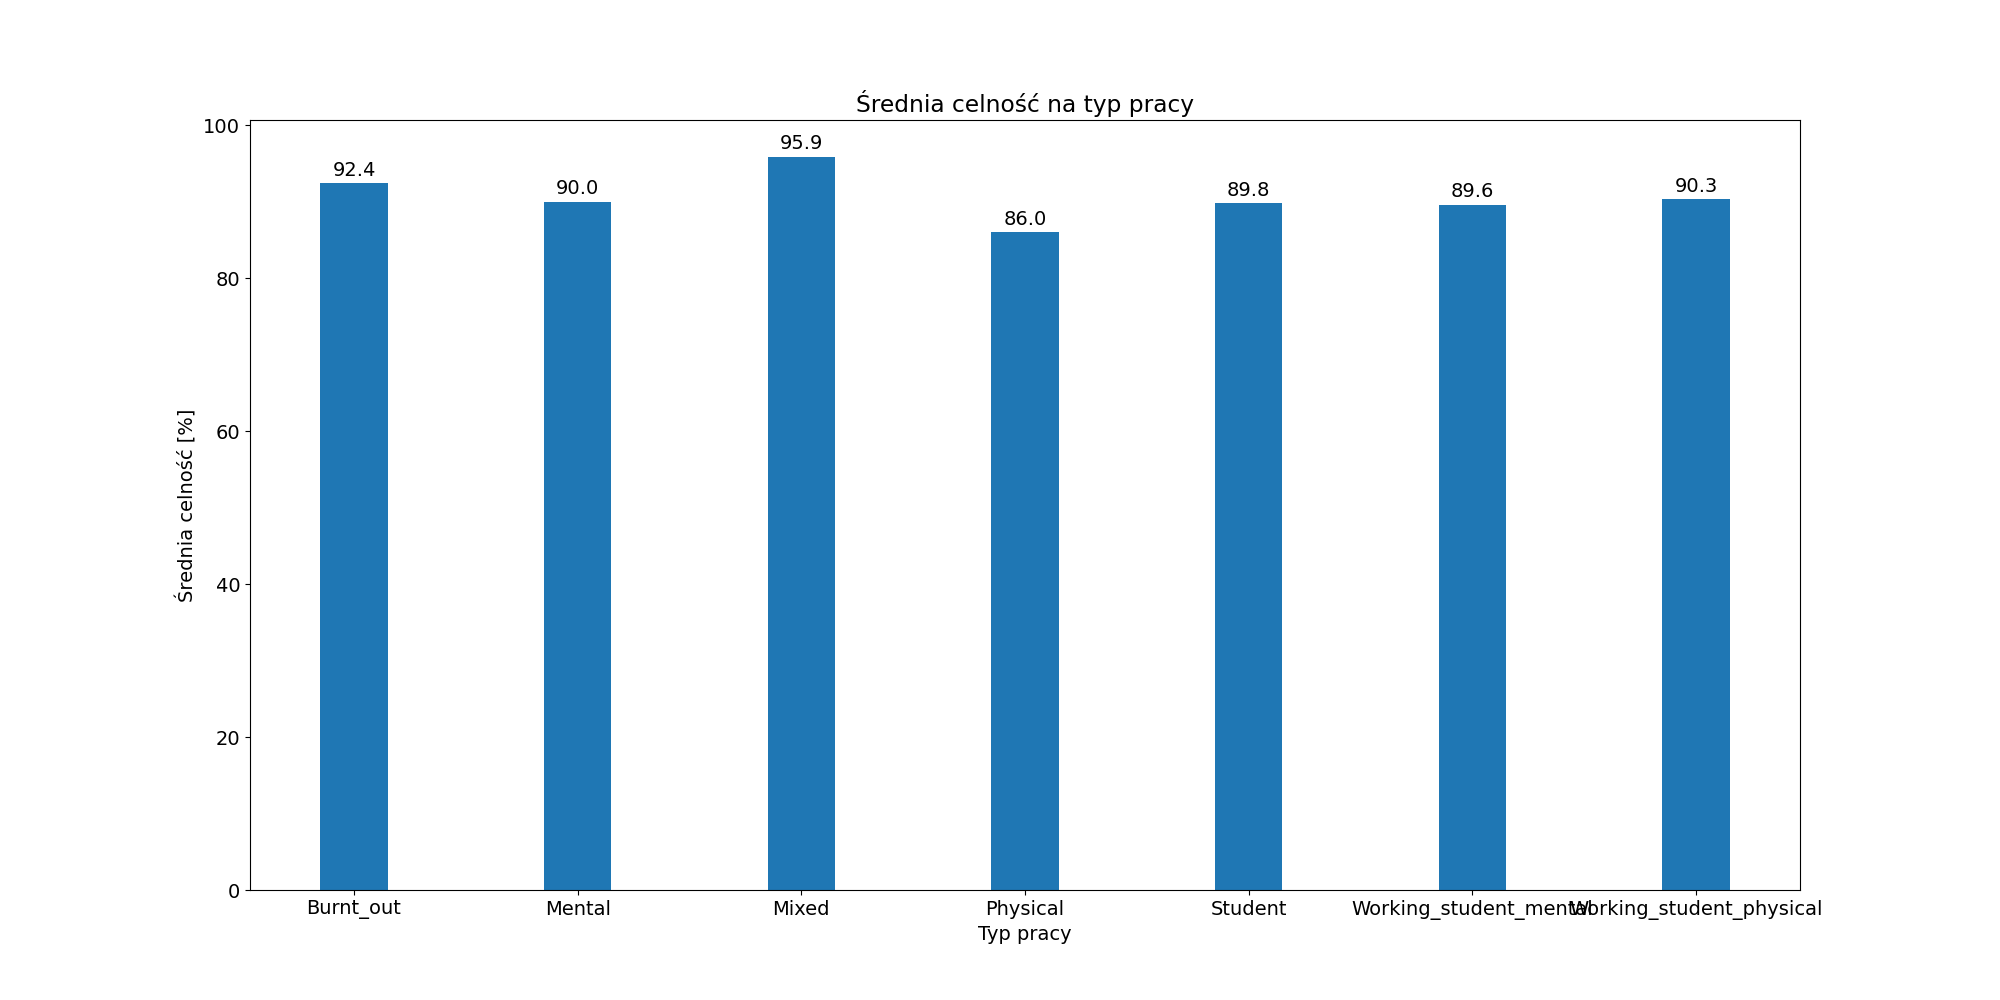 Średnia celność na typ pracy
100
80
60
40
20
0
Średnia celność [%]
92.4
90.0
95.9
86.0
89.8
89.6
90.3
Burnt_out
Mental
Mixed
Physical
Student
Working_student_mental
Working_student_physical
Typ pracy